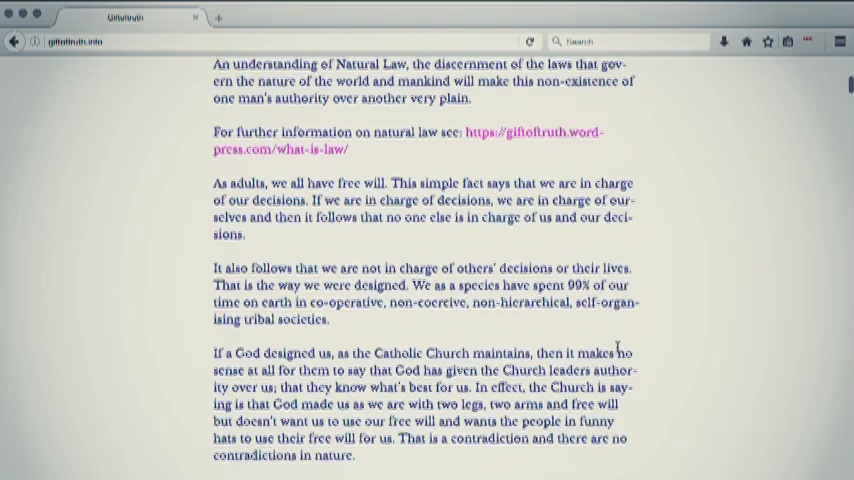 Giftoftruth
giftoftruth.info
Search
An understanding of Natural Law, the discernment of the laws that gov-
ern the nature of the world and mankind will make this non-existence of
one man's authority over another very plain.
For further information on natural law see: https://giftoftruth.word-
press.com/what-is-law/
As adults, we all have free will. This simple fact says that we are in charge
of our decisions. If we are in charge of decisions, we are in charge of our-
selves and then it follows that no one else is in charge of us and our deci-
sions.
It also follows that we are not in charge of others' decisions or their lives.
That is the way we were designed. We as a species have spent 99% of our
time on earth in co-operative, non-coercive, non-hierarchical, self-organ-
ising tribal societies.
If a God designed us, as the Catholic Church maintains, then it makes no
sense at all for them to say that God has given the Church leaders author-
ity over us; that they know what's best for us. In effect, the Church is say-
ing is that God made us as we are with two legs, two arms and free will
but doesn't want us to use our free will and wants the people in funny
hats to use their free will for us. That is a contradiction and there are no
contradictions in nature.